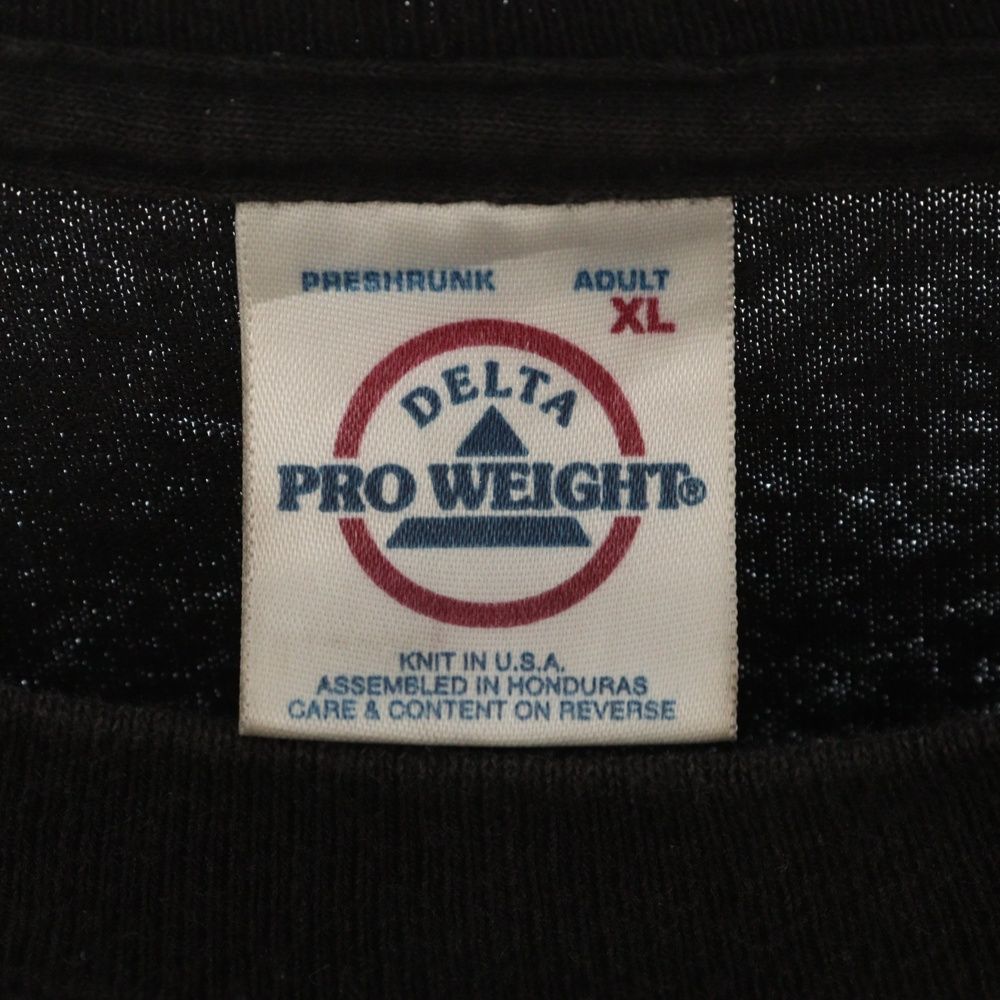 PRESHRUNK ADULT
XL
DELTA
PRO WEIGHT®
KNIT IN U.S.A.
ASSEMBLED IN HONDURAS
CARE & CONTENT ON REVERSE